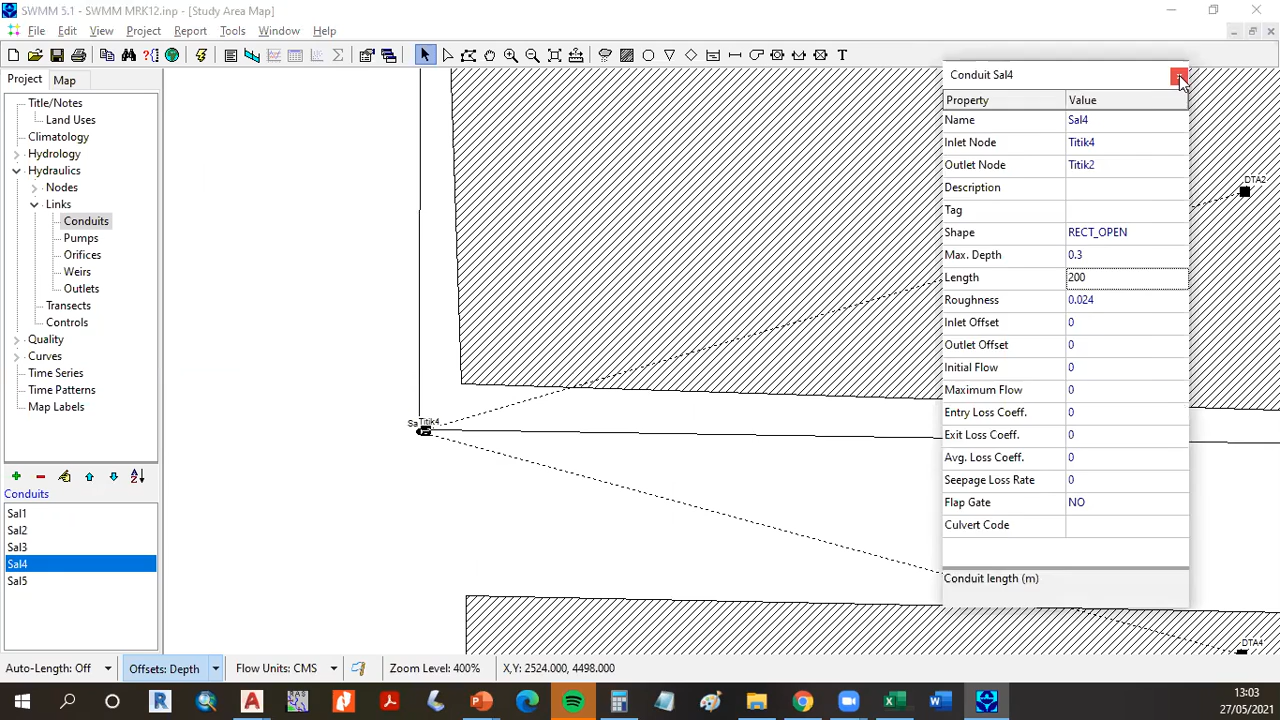 SWMM 5.1 - SWMM MRK12.inp - [Study Area Map]
File Edit View Project Report Tools Window Help
Project Map
Title/Notes
Land Uses
Climatology
Hydrology
Hydraulics
Nodes
Links
Conduits
Pumps
Orifices
Weirs
Outlets
Transects
Controls
Quality
Curves
Time Series
Time Patterns
Map Labels
Conduits
Sal1
Sal2
Sal3
Sal4
Sal5
Titik4
DTA2
DTA4
Conduit Sal4
Property Value
Name Sal4
Inlet Node Titik4
Outlet Node Titik2
Description
Tag
Shape RECT_OPEN
Max. Depth 0.3
Length 200
Roughness 0.024
Inlet Offset 0
Outlet Offset 0
Initial Flow 0
Maximum Flow 0
Entry Loss Coeff. 0
Exit Loss Coeff. 0
Avg. Loss Coeff. 0
Seepage Loss Rate 0
Flap Gate NO
Culvert Code
Conduit length (m)
Auto-Length: Off Offsets: Depth Flow Units: CMS Zoom Level: 400% X,Y: 2524.000, 4498.000
13:03
27/05/2021